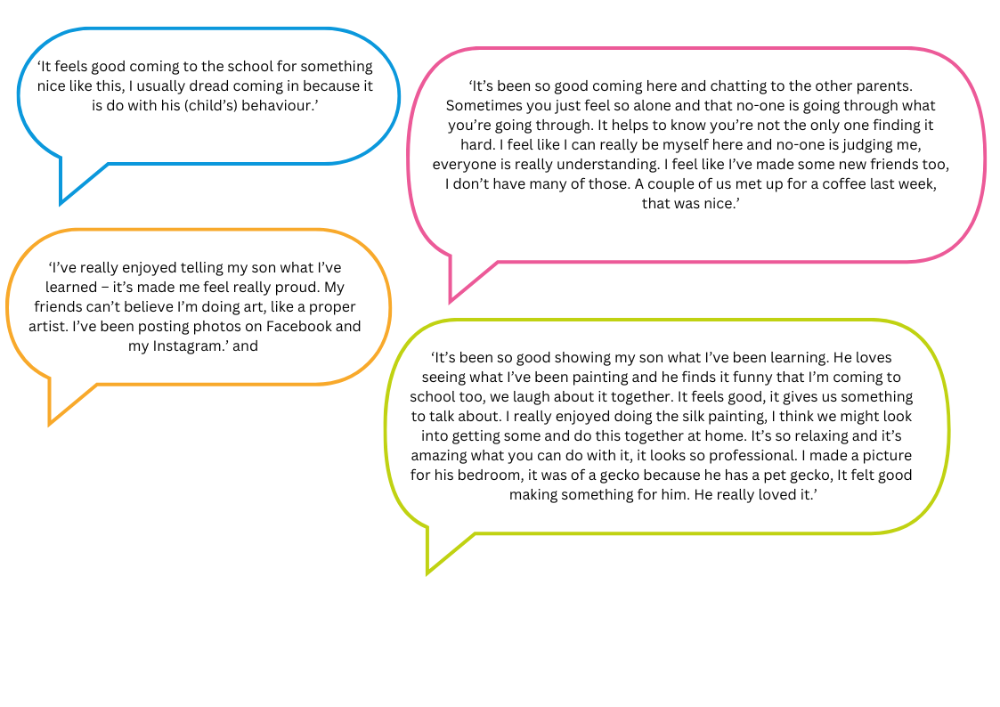 ‘It feels good coming to the school for something
nice like this, I usually dread coming in because it
is do with his (child’s) behaviour.’
‘It’s been so good coming here and chatting to the other parents.
Sometimes you just feel so alone and that no-one is going through what
you’re going through. It helps to know you’re not the only one finding it
hard. I feel like I can really be myself here and no-one is judging me,
everyone is really understanding. I feel like I’ve made some new friends too,
I don’t have many of those. A couple of us met up for a coffee last week,
that was nice.’
‘I’ve really enjoyed telling my son what I’ve
learned – it’s made me feel really proud. My
friends can’t believe I’m doing art, like a proper
artist. I’ve been posting photos on Facebook and
my Instagram.’ and
‘It’s been so good showing my son what I’ve been learning. He loves
seeing what I’ve been painting and he finds it funny that I’m coming to
school too, we laugh about it together. It feels good, it gives us something
to talk about. I really enjoyed doing the silk painting, I think we might look
into getting some and do this together at home. It’s so relaxing and it’s
amazing what you can do with it, it looks so professional. I made a picture
for his bedroom, it was of a gecko because he has a pet gecko, It felt good
making something for him. He really loved it.’